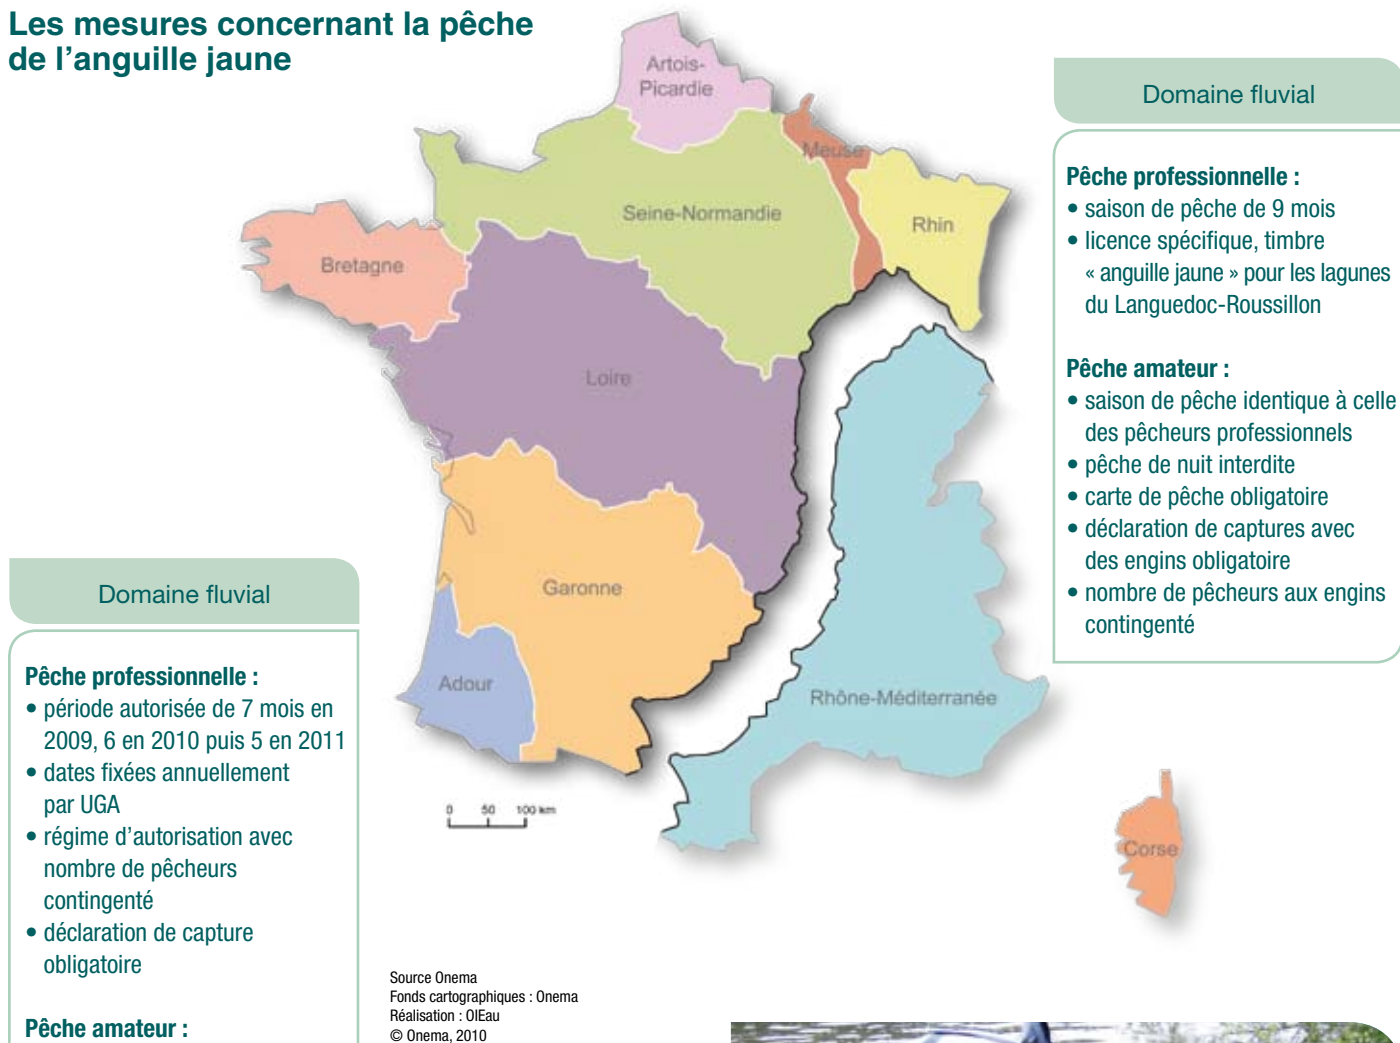 Les mesures concernant la pêche
de l'anguille jaune
Artois-
Picardie
Meuse
Seine-Normandie
Rhin
Bretagne
Loire
Garonne
Adour
Rhône-Méditerranée
Corse
0 50 100 km
Domaine fluvial
Pêche professionnelle :
• saison de pêche de 9 mois
• licence spécifique, timbre
« anguille jaune » pour les lagunes
du Languedoc-Roussillon
Pêche amateur :
• saison de pêche identique à celle
des pêcheurs professionnels
• pêche de nuit interdite
• carte de pêche obligatoire
• déclaration de captures avec
des engins obligatoire
• nombre de pêcheurs aux engins
contingenté
Domaine fluvial
Pêche professionnelle :
• période autorisée de 7 mois en
2009, 6 en 2010 puis 5 en 2011
• dates fixées annuellement
par UGA
• régime d'autorisation avec
nombre de pêcheurs
contingenté
• déclaration de capture
obligatoire
Pêche amateur :
Source Onema
Fonds cartographiques : Onema
Réalisation : OIEau
© Onema, 2010